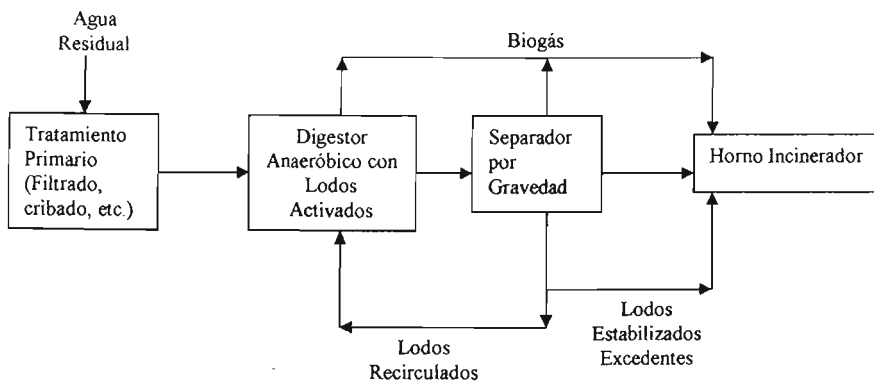 Agua
Residual
Biogás
Tratamiento
Primario
(Filtrado,
cribado, etc.)
Digestor
Anaeróbico con
Lodos
Activados
Separador
por
Gravedad
Horno Incinerador
Lodos
Recirculados
Lodos
Estabilizados
Excedentes